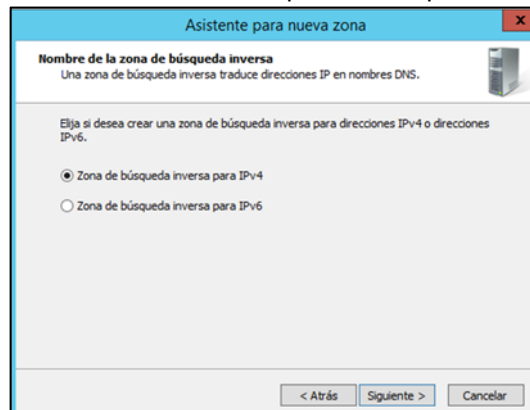 Asistente para nueva zona
x
Nombre de la zona de búsqueda inversa
Una zona de búsqueda inversa traduce direcciones IP en nombres DNS.
Elija si desea crear una zona de búsqueda inversa para direcciones IPv4 o direcciones
IPv6.
Zona de búsqueda inversa para IPv4
Zona de búsqueda inversa para IPv6
< Atrás Siguiente > Cancelar